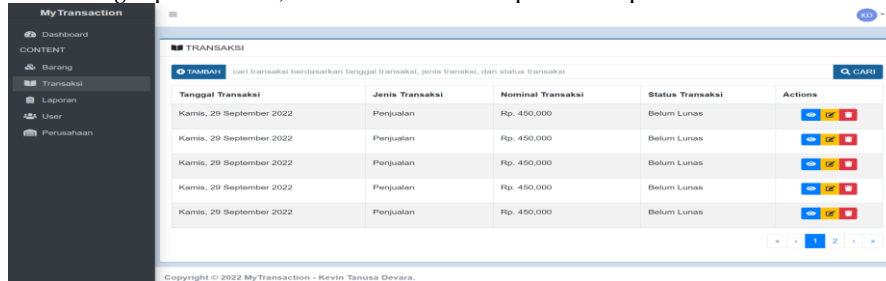 MyTransaction
KD
Dashboard
CONTENT
Barang
Transaksi
Laporan
User
Perusahaan
TRANSAKSI
TAMBAH cari transaksi berdasarkan tanggal transaksi, jenis transksi, dan status transaksi CARI
Tanggal Transaksi Jenis Transaksi Nominal Transaksi Status Transaksi Actions
Kamis, 29 September 2022 Penjualan Rp. 450,000 Belum Lunas
Kamis, 29 September 2022 Penjualan Rp. 450,000 Belum Lunas
Kamis, 29 September 2022 Penjualan Rp. 450,000 Belum Lunas
Kamis, 29 September 2022 Penjualan Rp. 450,000 Belum Lunas
Kamis, 29 September 2022 Penjualan Rp. 450,000 Belum Lunas
« ‹ 1 2 › »
Copyright © 2022 MyTransaction - Kevin Tanusa Devara.